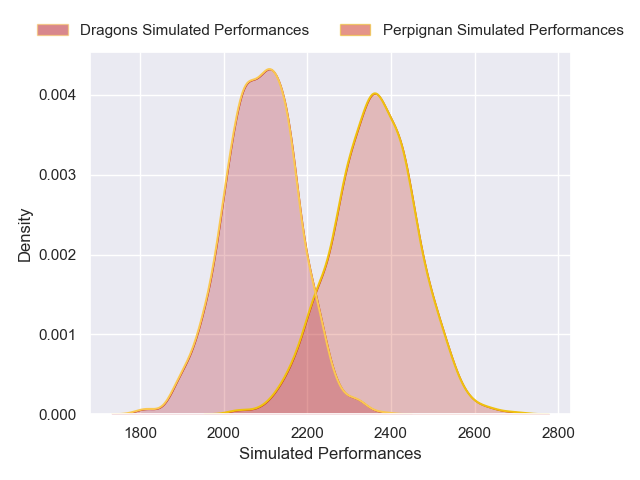 Dragons Simulated Performances Perpignan Simulated Performances
0.004
0.003
0.002
0.001
0.000
Density
1800 2000 2200 2400 2600 2800
Simulated Performances